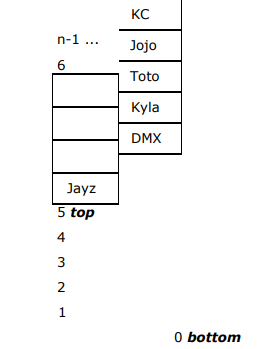 KC
n-1 ...
Jojo
6
Toto
Kyla
DMX
Jayz
5 top
4
3
2
1
0 bottom